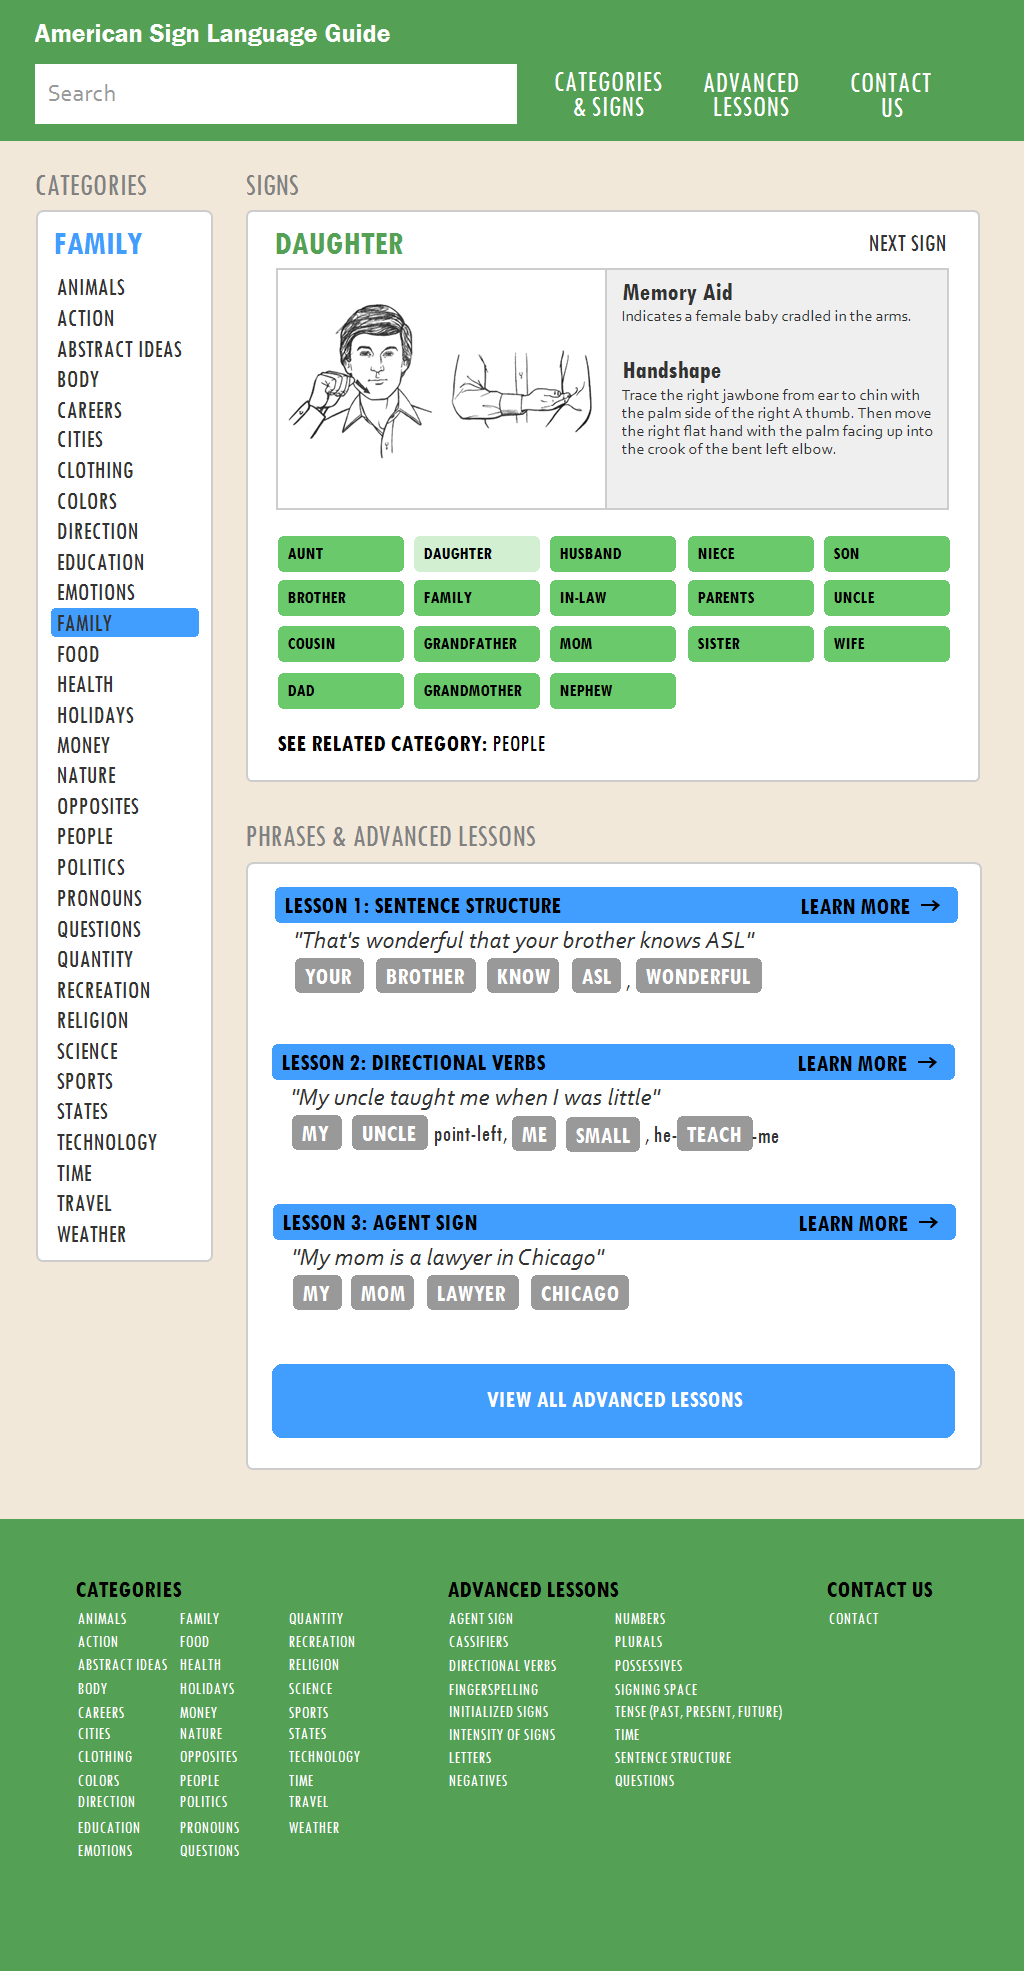 American Sign Language Guide
Search
CATEGORIES
& SIGNS
ADVANCED
LESSONS
CONTACT
US
CATEGORIES
FAMILY
ANIMALS
ACTION
ABSTRACT IDEAS
BODY
CAREERS
CITIES
CLOTHING
COLORS
DIRECTION
EDUCATION
EMOTIONS
FAMILY
FOOD
HEALTH
HOLIDAYS
MONEY
NATURE
OPPOSITES
PEOPLE
POLITICS
PRONOUNS
QUESTIONS
QUANTITY
RECREATION
RELIGION
SCIENCE
SPORTS
STATES
TECHNOLOGY
TIME
TRAVEL
WEATHER
SIGNS
DAUGHTER NEXT SIGN
Memory Aid
Indicates a female baby cradled in the arms.
Handshape
Trace the right jawbone from ear to chin with
the palm side of the right A thumb. Then move
the right flat hand with the palm facing up into
the crook of the bent left elbow.
AUNT DAUGHTER HUSBAND NIECE SON
BROTHER FAMILY IN-LAW PARENTS UNCLE
COUSIN GRANDFATHER MOM SISTER WIFE
DAD GRANDMOTHER NEPHEW
SEE RELATED CATEGORY: PEOPLE
PHRASES & ADVANCED LESSONS
LESSON 1: SENTENCE STRUCTURE LEARN MORE →
"That's wonderful that your brother knows ASL"
YOUR BROTHER KNOW ASL , WONDERFUL
LESSON 2: DIRECTIONAL VERBS LEARN MORE →
"My uncle taught me when I was little"
MY UNCLE point-left, ME SMALL , he-TEACH-me
LESSON 3: AGENT SIGN LEARN MORE →
"My mom is a lawyer in Chicago"
MY MOM LAWYER CHICAGO
VIEW ALL ADVANCED LESSONS
CATEGORIES
ANIMALS FAMILY QUANTITY
ACTION FOOD RECREATION
ABSTRACT IDEAS HEALTH RELIGION
BODY HOLIDAYS SCIENCE
CAREERS MONEY SPORTS
CITIES NATURE STATES
CLOTHING OPPOSITES TECHNOLOGY
COLORS PEOPLE TIME
DIRECTION POLITICS TRAVEL
EDUCATION PRONOUNS WEATHER
EMOTIONS QUESTIONS
ADVANCED LESSONS
AGENT SIGN NUMBERS
CASSIFIERS PLURALS
DIRECTIONAL VERBS POSSESSIVES
FINGERSPELLING SIGNING SPACE
INITIALIZED SIGNS TENSE (PAST, PRESENT, FUTURE)
INTENSITY OF SIGNS TIME
LETTERS SENTENCE STRUCTURE
NEGATIVES QUESTIONS
CONTACT US
CONTACT